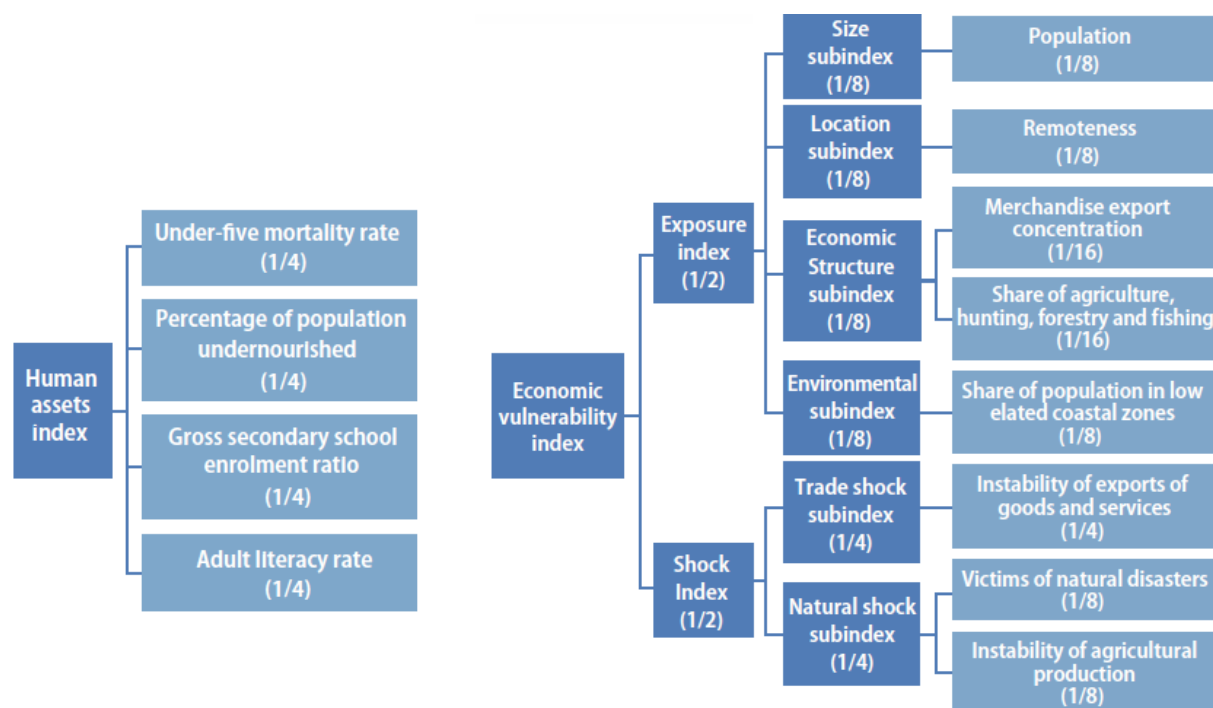 Human
assets
index
Under-five mortality rate
(1/4)
Percentage of population
undernourished
(1/4)
Gross secondary school
enrolment ratio
(1/4)
Adult literacy rate
(1/4)
Economic
vulnerability
index
Exposure
index
(1/2)
Size
subindex
(1/8)
Population
(1/8)
Location
subindex
(1/8)
Remoteness
(1/8)
Economic
Structure
subindex
(1/8)
Merchandise export
concentration
(1/16)
Share of agriculture,
hunting, forestry and fishing
(1/16)
Environmental
subindex
(1/8)
Share of population in low
elated coastal zones
(1/8)
Shock
Index
(1/2)
Trade shock
subindex
(1/4)
Instability of exports of
goods and services
(1/4)
Natural shock
subindex
(1/4)
Victims of natural disasters
(1/8)
Instability of agricultural
production
(1/8)